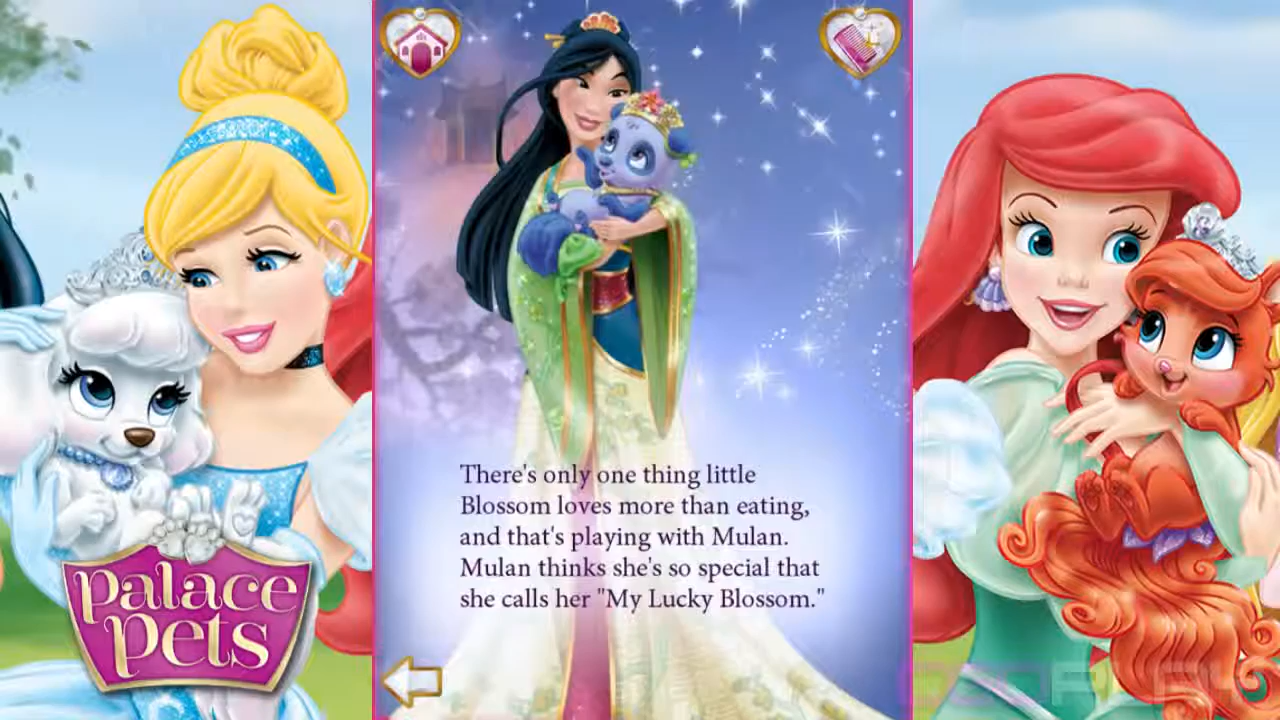 There's only one thing little
Blossom loves more than eating,
and that's playing with Mulan.
Mulan thinks she's so special that
she calls her "My Lucky Blossom."
Palace
Pets